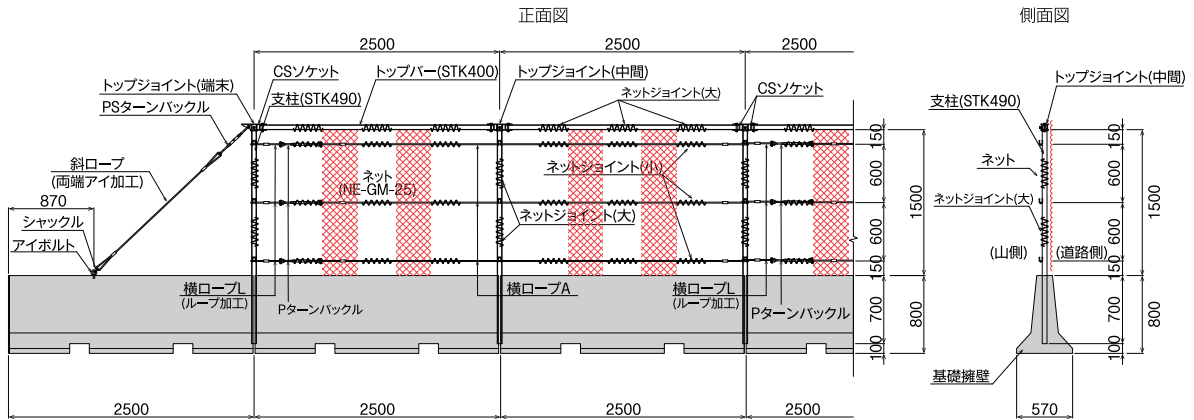 正面図
側面図
2500
2500
2500
トップジョイント(端末)
PSターンバックル
CSソケット
支柱(STK490)
トップバー(STK400)
トップジョイント(中間)
ネットジョイント(大)
CSソケット
斜ロープ
(両端アイ加工)
870
シャックル
アイボルト
ネット
(NE-GM-25)
ネットジョイント(小)
ネットジョイント(大)
横ロープL
(ループ加工)
Pターンバックル
横ロープA
横ロープL
(ループ加工)
Pターンバックル
150
600
600
150
700
100
1500
800
2500
2500
2500
2500
トップジョイント(中間)
支柱(STK490)
ネット
ネットジョイント(大)
(山側)
(道路側)
基礎擁壁
150
600
600
150
700
100
1500
800
570